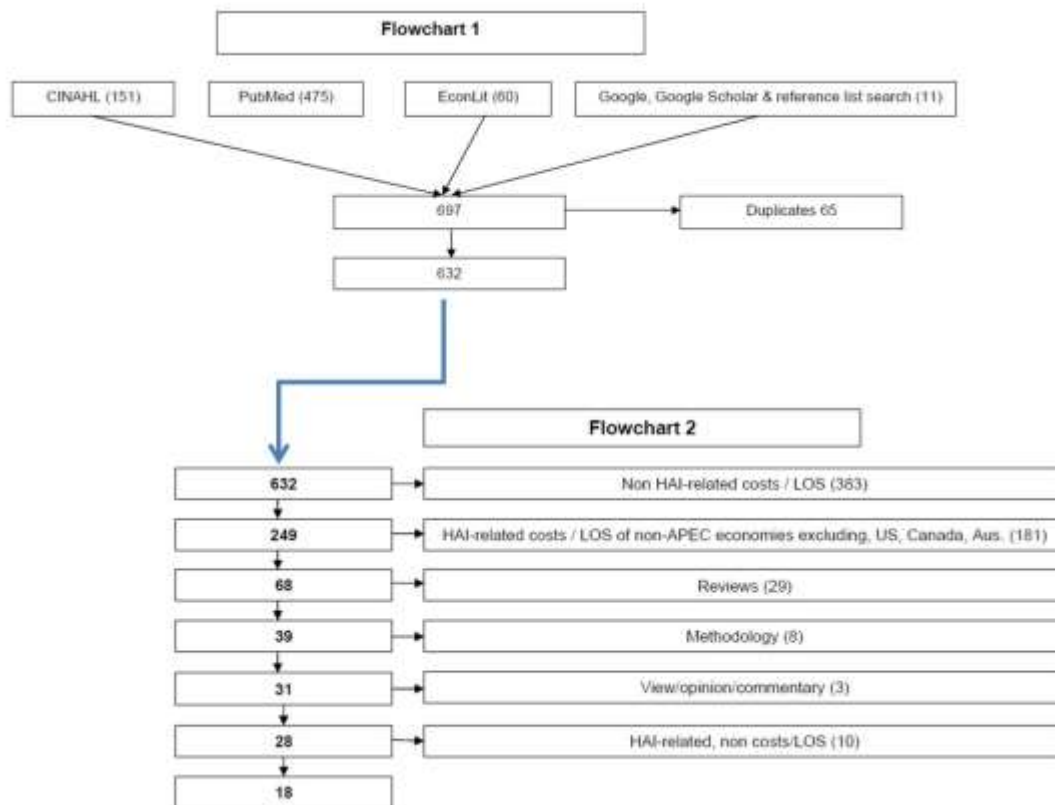 Flowchart 1
CINAHL (151)
PubMed (475)
EconLit (60)
Google, Google Scholar & reference list search (11)
697
Duplicates 65
632
Flowchart 2
632
Non HAI-related costs / LOS (383)
249
HAI-related costs / LOS of non-APEC economies excluding, US, Canada, Aus. (181)
68
Reviews (29)
39
Methodology (8)
31
View/opinion/commentary (3)
28
HAI-related, non costs/LOS (10)
18